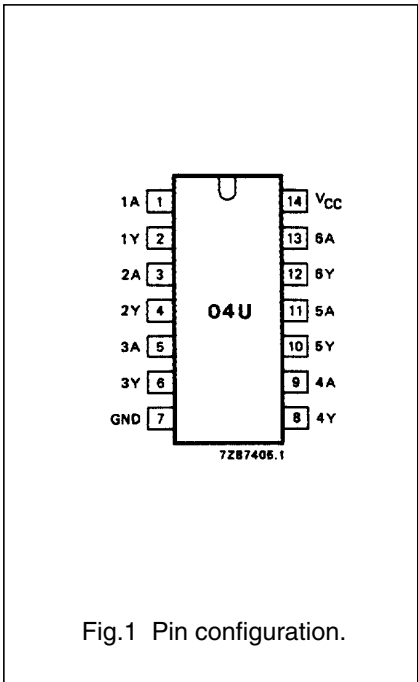 1A 1 14 VCC
1Y 2 13 6A
2A 3 12 6Y
2Y 4 04U 11 5A
3A 5 10 5Y
3Y 6 9 4A
GND 7 8 4Y
7Z87406.1
Fig.1 Pin configuration.